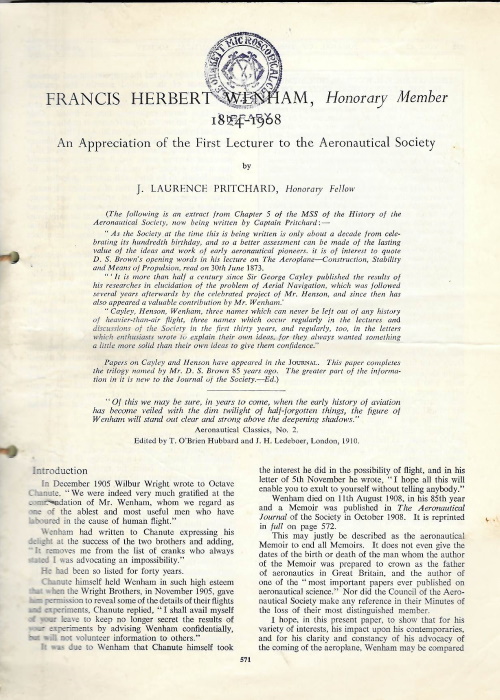 FRANCIS HERBERT WENHAM, Honorary Member
An Appreciation of the First Lecturer to the Aeronautical Society
by
J. LAURENCE PRITCHARD, Honorary Fellow
(The following is an extract from Chapter 5 of the MSS of the History of the
Aeronautical Society, now being written by Captain Pritchard:—
" As the Society at the time this is being written is only about a decade from cele-
brating its hundredth birthday, and so a better assessment can be made of the lasting
value of the ideas and work of early aeronautical pioneers, it is of interest to quote
D. S. Brown's opening words in his lecture on The Aeroplane—Construction, Stability
and Means of Propulsion, read on 30th June 1873.
" ' It is more than half a century since Sir George Cayley published the results of
his researches in elucidation of the problem of Aerial Navigation, which was followed
several years afterwards by the celebrated project of Mr. Henson, and since then has
also appeared a valuable contribution by Mr. Wenham.'
" Cayley, Henson, Wenham, three names which can never be left out of any history
of heavier-than-air flight, three names which occur regularly in the lectures and
discussions of the Society in the first thirty years, and regularly, too, in the letters
which enthusiasts wrote to explain their own ideas, for they always wanted something
a little more solid than their own ideas to give them confidence."
Papers on Cayley and Henson have appeared in the JOURNAL. This paper completes
the trilogy named by Mr. D. S. Brown 85 years ago. The greater part of the informa-
tion in it is new to the Journal of the Society.—Ed.)
" Of this we may be sure, in years to come, when the early history of aviation
has become veiled with the dim twilight of half-forgotten things, the figure of
Wenham will stand out clear and strong above the deepening shadows."
Aeronautical Classics, No. 2.
Edited by T. O'Brien Hubbard and J. H. Ledeboer, London, 1910.
Introduction
In December 1905 Wilbur Wright wrote to Octave
Chanute, " We were indeed very much gratified at the
commendation of Mr. Wenham, whom we regard as
one of the ablest and most useful men who have
laboured in the cause of human flight."
Wenham had written to Chanute expressing his
delight at the success of the two brothers and adding,
" It removes me from the list of cranks who always
stated I was advocating an impossibility."
He had been so listed for forty years.
Chanute himself held Wenham in such high esteem
that when the Wright Brothers, in November 1905, gave
him permission to reveal some of the details of their flights
and experiments, Chanute replied, " I shall avail myself
of your leave to keep no longer secret the results of
your experiments by advising Wenham confidentially,
but will not volunteer information to others."
It was due to Wenham that Chanute himself took
the interest he did in the possibility of flight, and in his
letter of 5th November he wrote, " I hope all this will
enable you to exult to yourself without telling anybody."
Wenham died on 11th August 1908, in his 85th year
and a Memoir was published in The Aeronautical
Journal of the Society in October 1908. It is reprinted
in full on page 572.
This may justly be described as the aeronautical
Memoir to end all Memoirs. It does not even give the
dates of the birth or death of the man whom the author
of the Memoir was prepared to crown as the father
of aeronautics in Great Britain, and the author of
one of the " most important papers ever published on
aeronautical science." Nor did the Council of the Aero-
nautical Society make any reference in their Minutes of
the loss of their most distinguished member.
I hope, in this present paper, to show that for his
variety of interests, his impact upon his contemporaries,
and for his clarity and constancy of his advocacy of
the coming of the aeroplane, Wenham may be compared
571